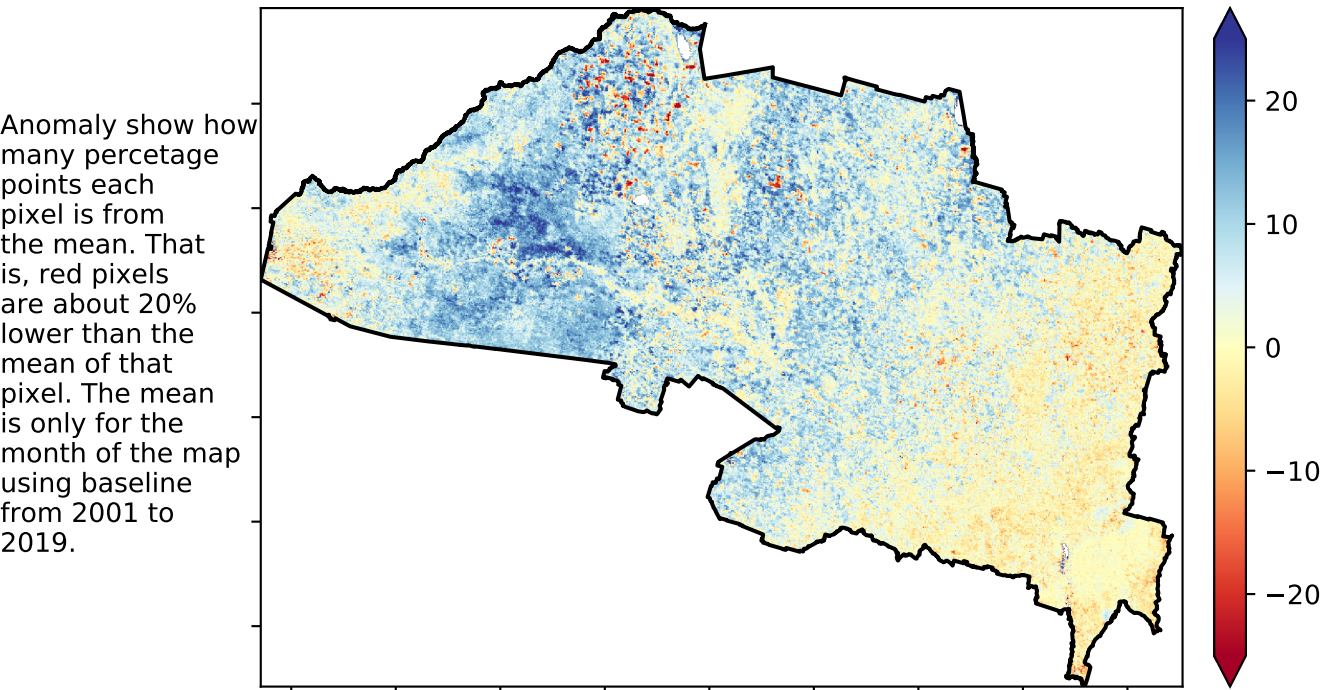 Anomaly show how
many percetage
points each
pixel is from
the mean. That
is, red pixels
are about 20%
lower than the
mean of that
pixel. The mean
is only for the
month of the map
using baseline
from 2001 to
2019.
20
10
0
−10
−20